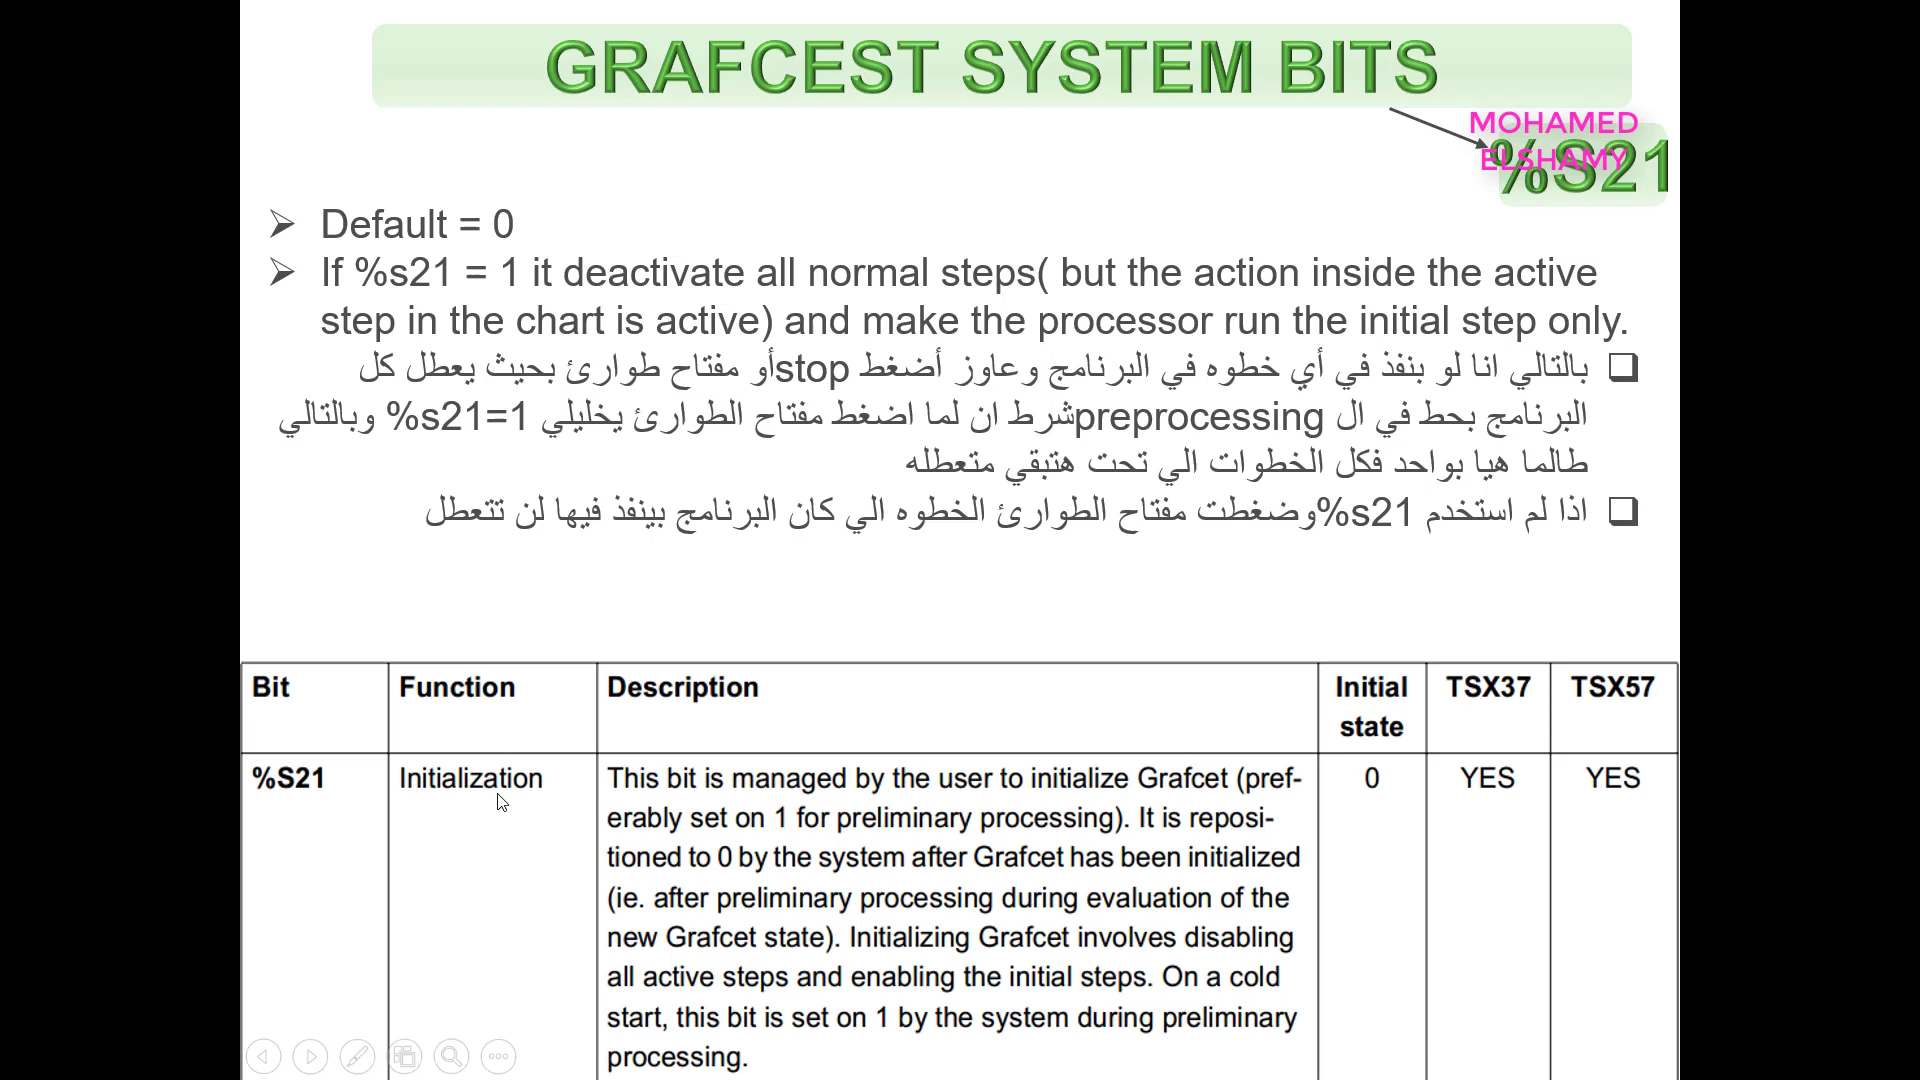 GRAFCEST SYSTEM BITS
MOHAMED
ELSHAMY
%S21
➢ Default = 0
➢ If %s21 = 1 it deactivate all normal steps( but the action inside the active
step in the chart is active) and make the processor run the initial step only.
❑ بالتالي انا لو بنفذ في أي خطوه في البرنامج وعاوز أضغط stopأو مفتاح طوارئ بحيث يعطل كل
البرنامج بحط في ال preprocessingشرط ان لما اضغط مفتاح الطوارئ يخليلي %s21=1 وبالتالي
طالما هيا بواحد فكل الخطوات الي تحت هتبقي متعطله
❑ اذا لم استخدم %s21وضغطت مفتاح الطوارئ الخطوه الي كان البرنامج بينفذ فيها لن تتعطل
Bit Function Description Initial state TSX37 TSX57
%S21 Initialization This bit is managed by the user to initialize Grafcet (pref- 0 YES YES
erably set on 1 for preliminary processing). It is reposi-
tioned to 0 by the system after Grafcet has been initialized
(ie. after preliminary processing during evaluation of the
new Grafcet state). Initializing Grafcet involves disabling
all active steps and enabling the initial steps. On a cold
start, this bit is set on 1 by the system during preliminary
processing.